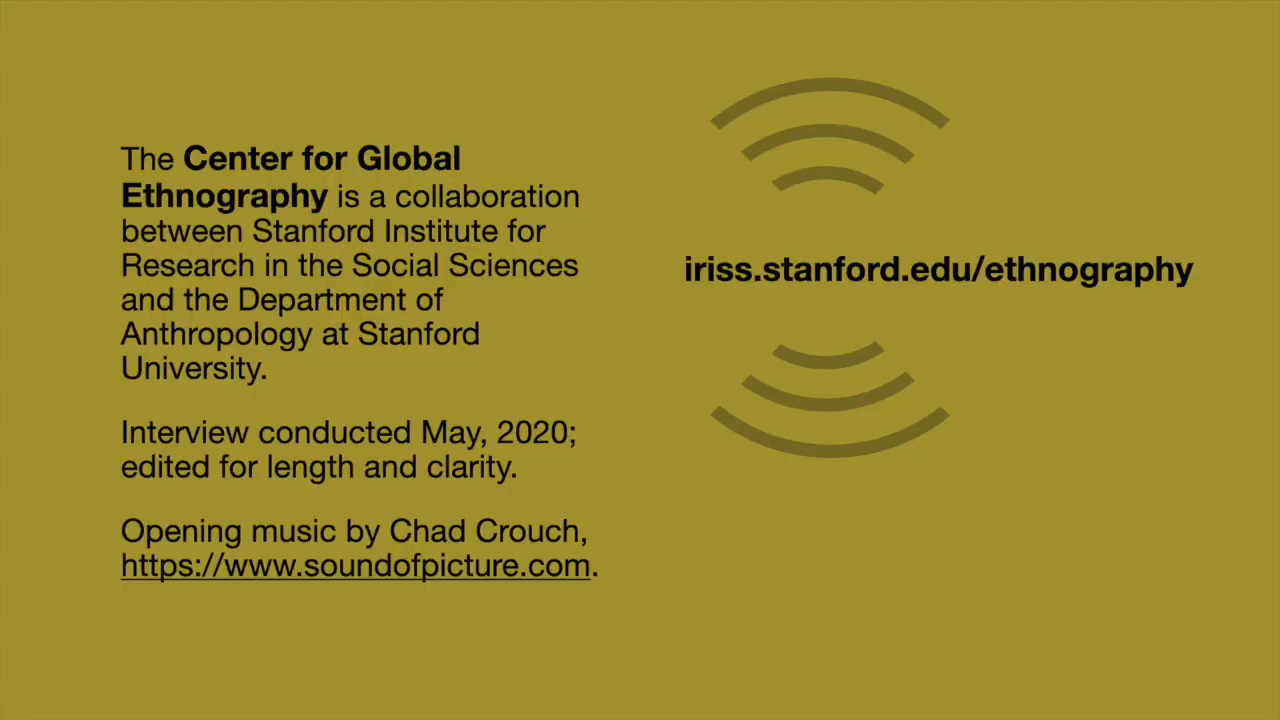 The Center for Global
Ethnography is a collaboration
between Stanford Institute for
Research in the Social Sciences
and the Department of
Anthropology at Stanford
University.
Interview conducted May, 2020;
edited for length and clarity.
Opening music by Chad Crouch,
https://www.soundofpicture.com.
iriss.stanford.edu/ethnography